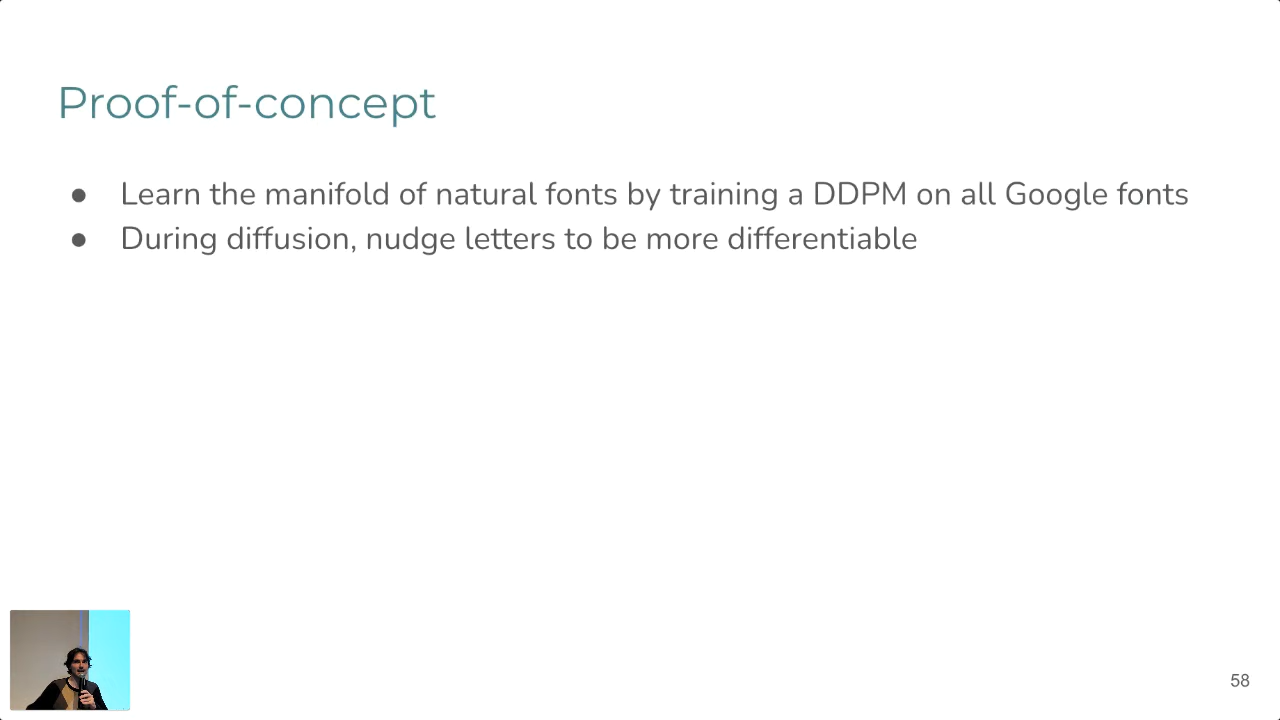 Proof-of-concept
● Learn the manifold of natural fonts by training a DDPM on all Google fonts
● During diffusion, nudge letters to be more differentiable
58